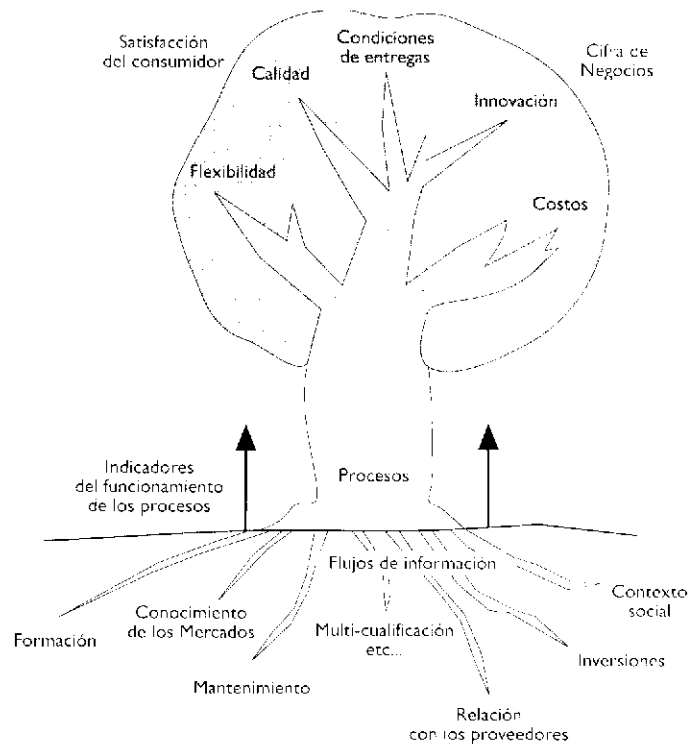 Satisfacción
del consumidor
Condiciones
de entregas
Cifra de
Negocios
Calidad
Innovación
Flexibilidad
Costos
Indicadores
del funcionamiento
de los procesos
Procesos
Flujos de información
Formación
Conocimiento
de los Mercados
Multi-cualificación
etc...
Contexto
social
Mantenimiento
Inversiones
Relación
con los proveedores